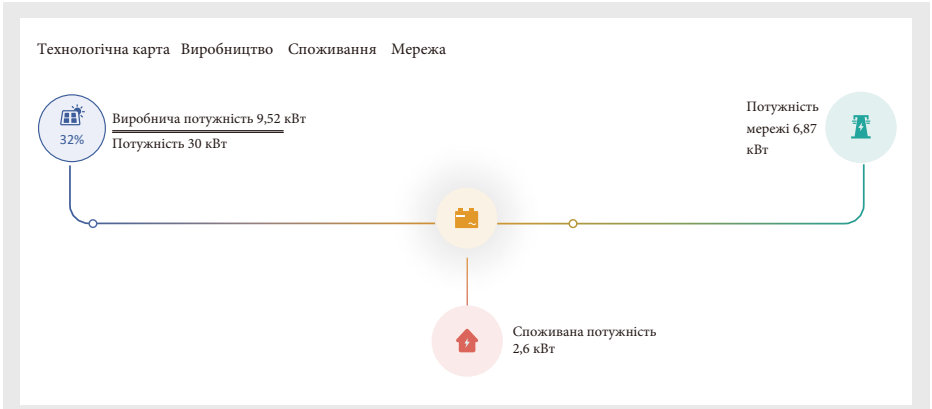 Технологічна карта Виробництво Споживання Мережа
32%
Виробнича потужність 9,52 кВт
Потужність 30 кВт
Потужність
мережі 6,87
кВт
Споживана потужність
2,6 кВт